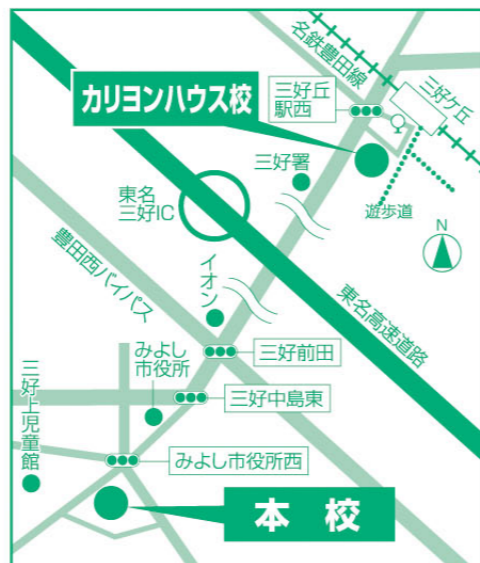 名鉄豊田線
三好ケ丘
三好丘
駅西
カリヨンハウス校
三好署
遊歩道
N
東名
三好IC
豊田西バイパス
イオン
東名高速道路
三好前田
みよし
市役所
三好中島東
三好上児童館
みよし市役所西
本 校